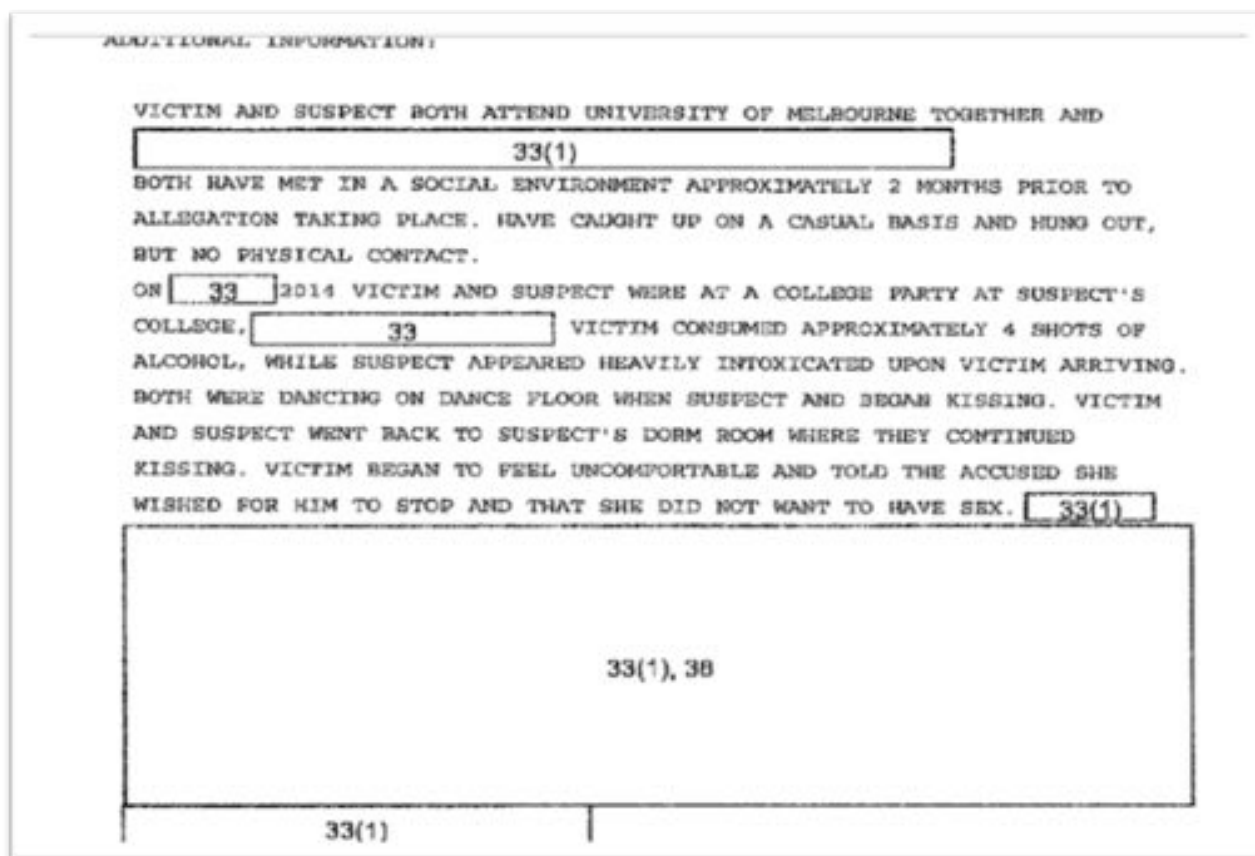 ADDITIONAL INFORMATION:
VICTIM AND SUSPECT BOTH ATTEND UNIVERSITY OF MELBOURNE TOGETHER AND
33(1)
BOTH HAVE MET IN A SOCIAL ENVIRONMENT APPROXIMATELY 2 MONTHS PRIOR TO
ALLEGATION TAKING PLACE. HAVE CAUGHT UP ON A CASUAL BASIS AND HUNG OUT,
BUT NO PHYSICAL CONTACT.
ON 33 2014 VICTIM AND SUSPECT WERE AT A COLLEGE PARTY AT SUSPECT'S
COLLEGE, 33 VICTIM CONSUMED APPROXIMATELY 4 SHOTS OF
ALCOHOL, WHILE SUSPECT APPEARED HEAVILY INTOXICATED UPON VICTIM ARRIVING.
BOTH WERE DANCING ON DANCE FLOOR WHEN SUSPECT AND BEGAN KISSING. VICTIM
AND SUSPECT WENT BACK TO SUSPECT'S DORM ROOM WHERE THEY CONTINUED
KISSING. VICTIM BEGAN TO FEEL UNCOMFORTABLE AND TOLD THE ACCUSED SHE
WISHED FOR HIM TO STOP AND THAT SHE DID NOT WANT TO HAVE SEX. 33(1)
33(1), 38
33(1)